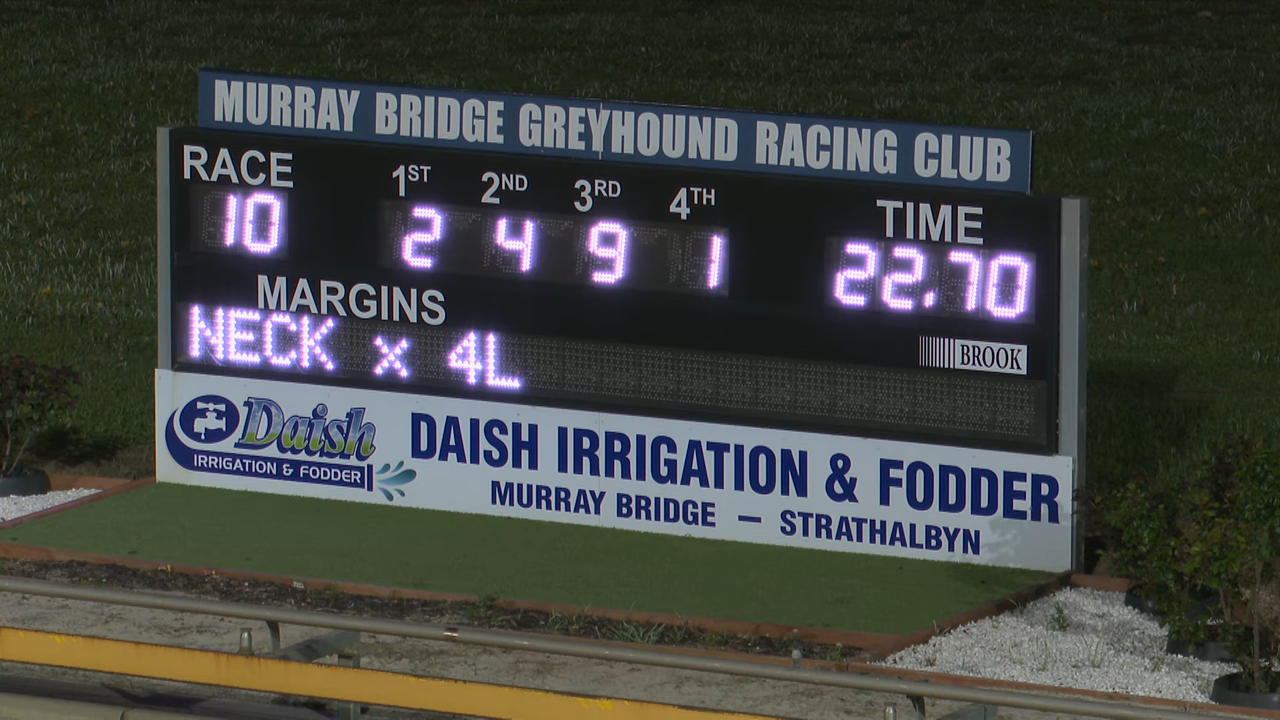 MURRAY BRIDGE GREYHOUND RACING CLUB
RACE 1ST 2ND 3RD 4TH TIME
10 2 4 9 1 22.70
MARGINS
NECK x 4L
BROOK
Daish
IRRIGATION & FODDER
DAISH IRRIGATION & FODDER
MURRAY BRIDGE – STRATHALBYN